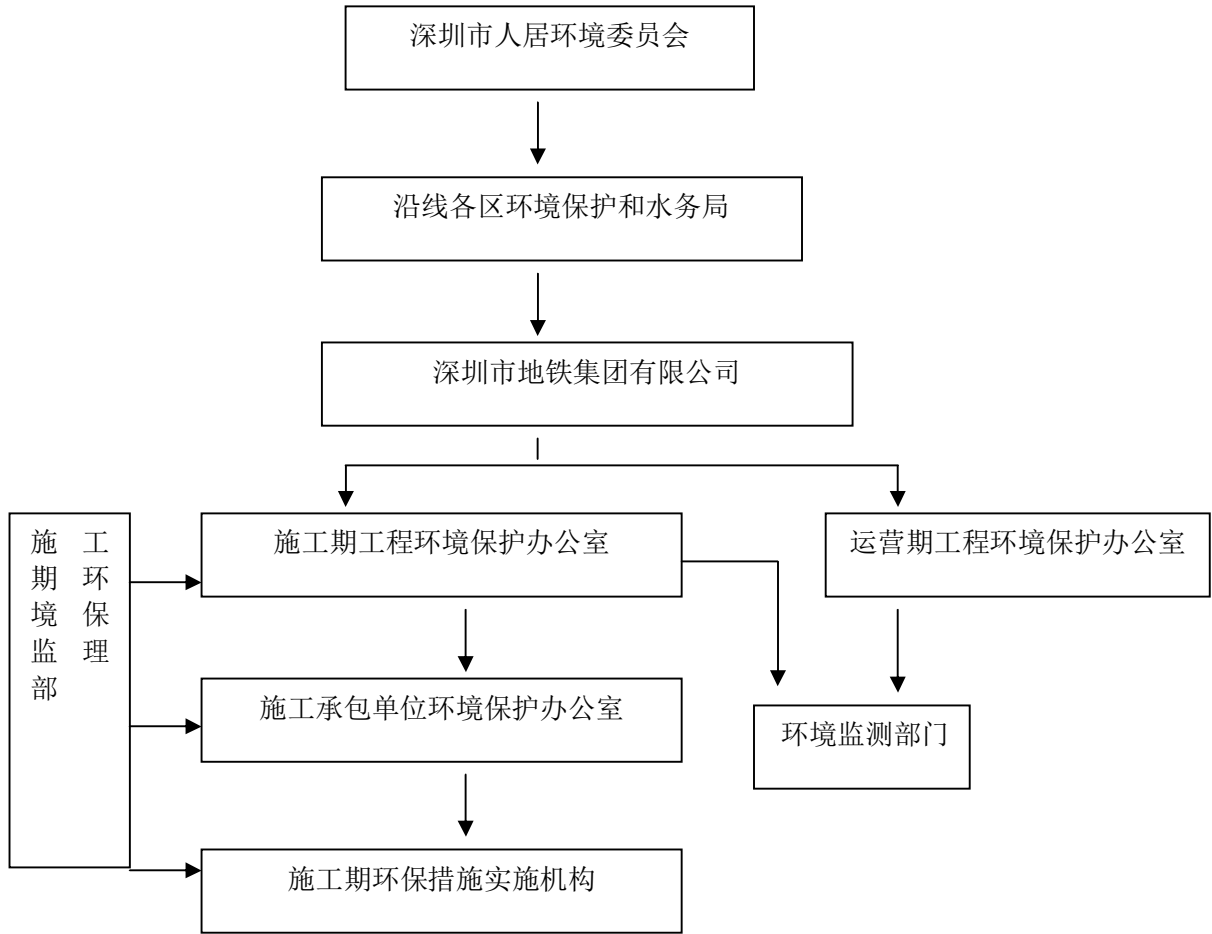 深圳市人居环境委员会
沿线各区环境保护和水务局
深圳市地铁集团有限公司
施工期工程环境保护办公室
运营期工程环境保护办公室
施 工
期 环
境 保
监 理
部
施工承包单位环境保护办公室
环境监测部门
施工期环保措施实施机构